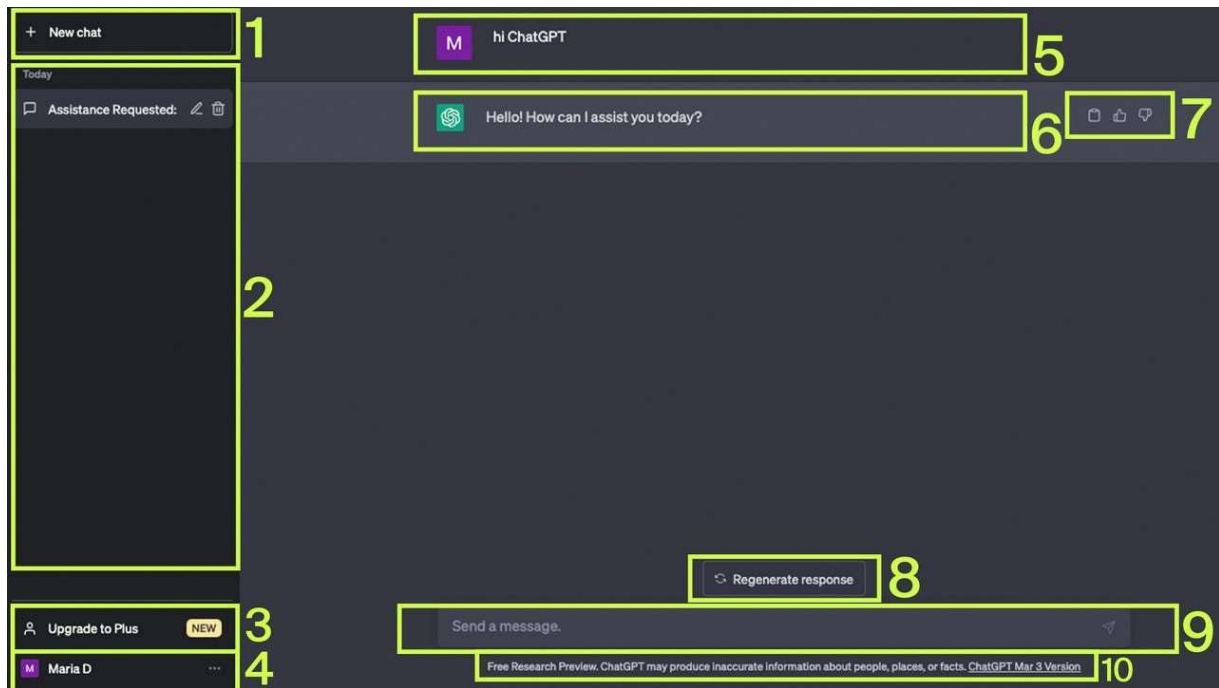 + New chat
1
Today
Assistance Requested:
2
Upgrade to Plus NEW
3
M Maria D ...
4
M hi ChatGPT
5
Hello! How can I assist you today?
6
7
Regenerate response
8
Send a message.
9
Free Research Preview. ChatGPT may produce inaccurate information about people, places, or facts. ChatGPT Mar 3 Version
10